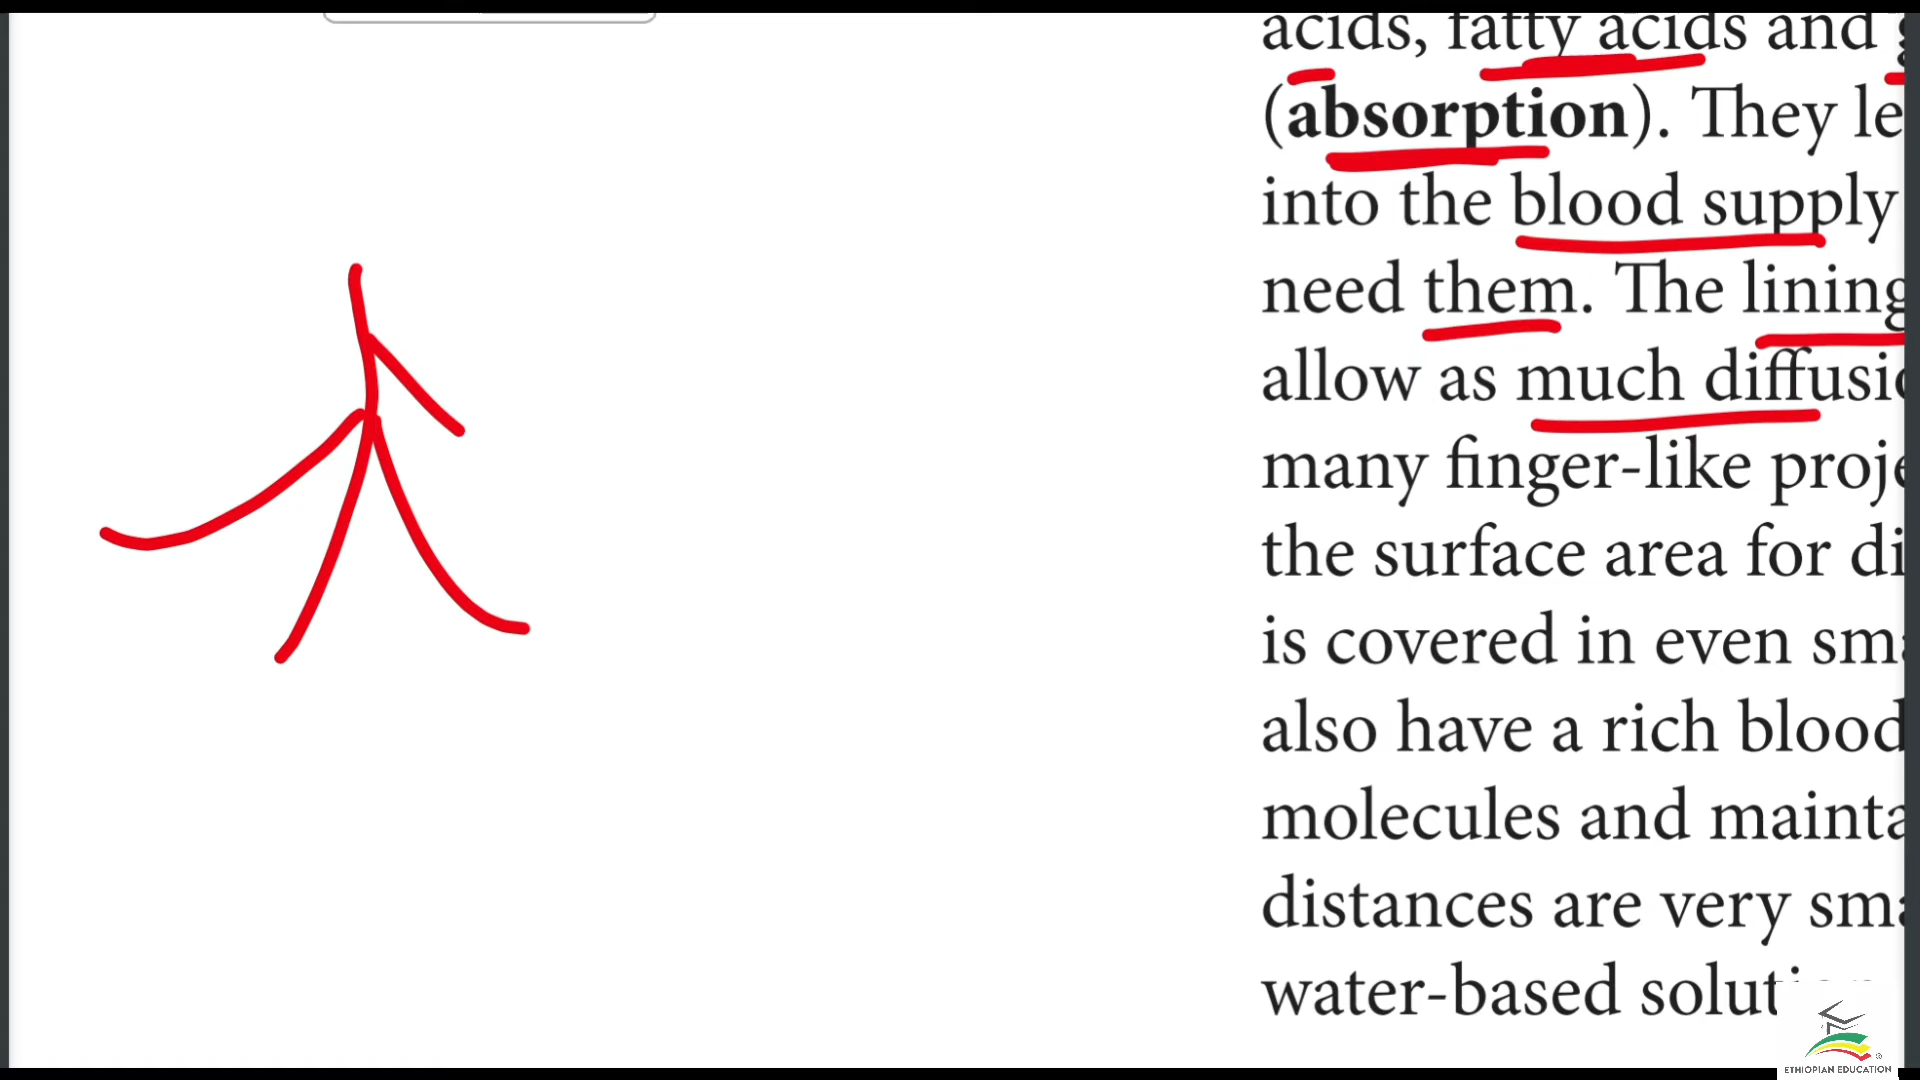 acids, fatty acids and
(absorption). They le
into the blood supply
need them. The lining
allow as much diffusi
many finger-like proj
the surface area for di
is covered in even sm
also have a rich blood
molecules and mainta
distances are very sma
water-based solut
ETHIOPIAN EDUCATION